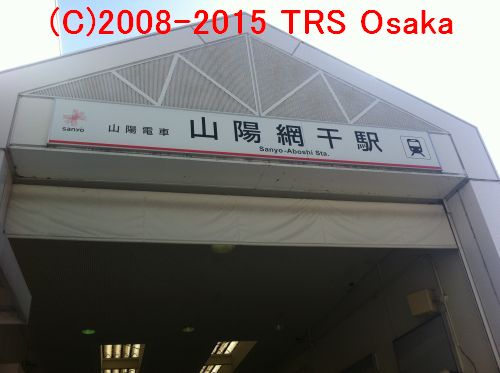 (C)2008-2015 TRS Osaka
sanyo 山陽電車 山陽網干駅
Sanyo-Aboshi Sta.